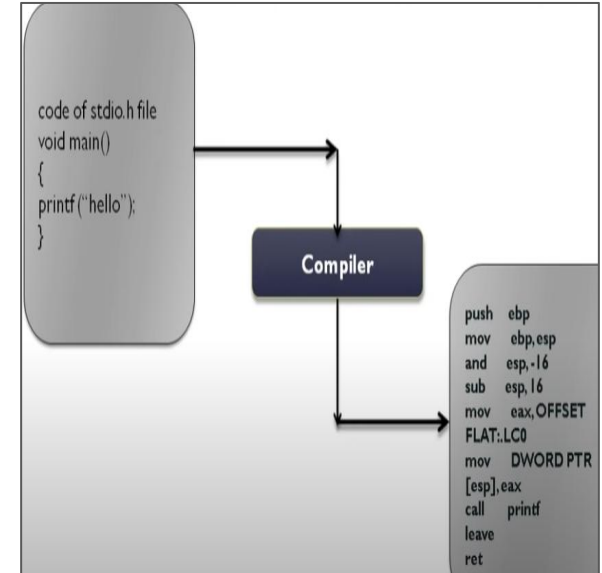 code of stdio.h file
void main()
{
printf (“hello”);
}
Compiler
push ebp
mov ebp,esp
and esp,-16
sub esp,16
mov eax,OFFSET
FLAT:.LC0
mov DWORD PTR
[esp],eax
call printf
leave
ret